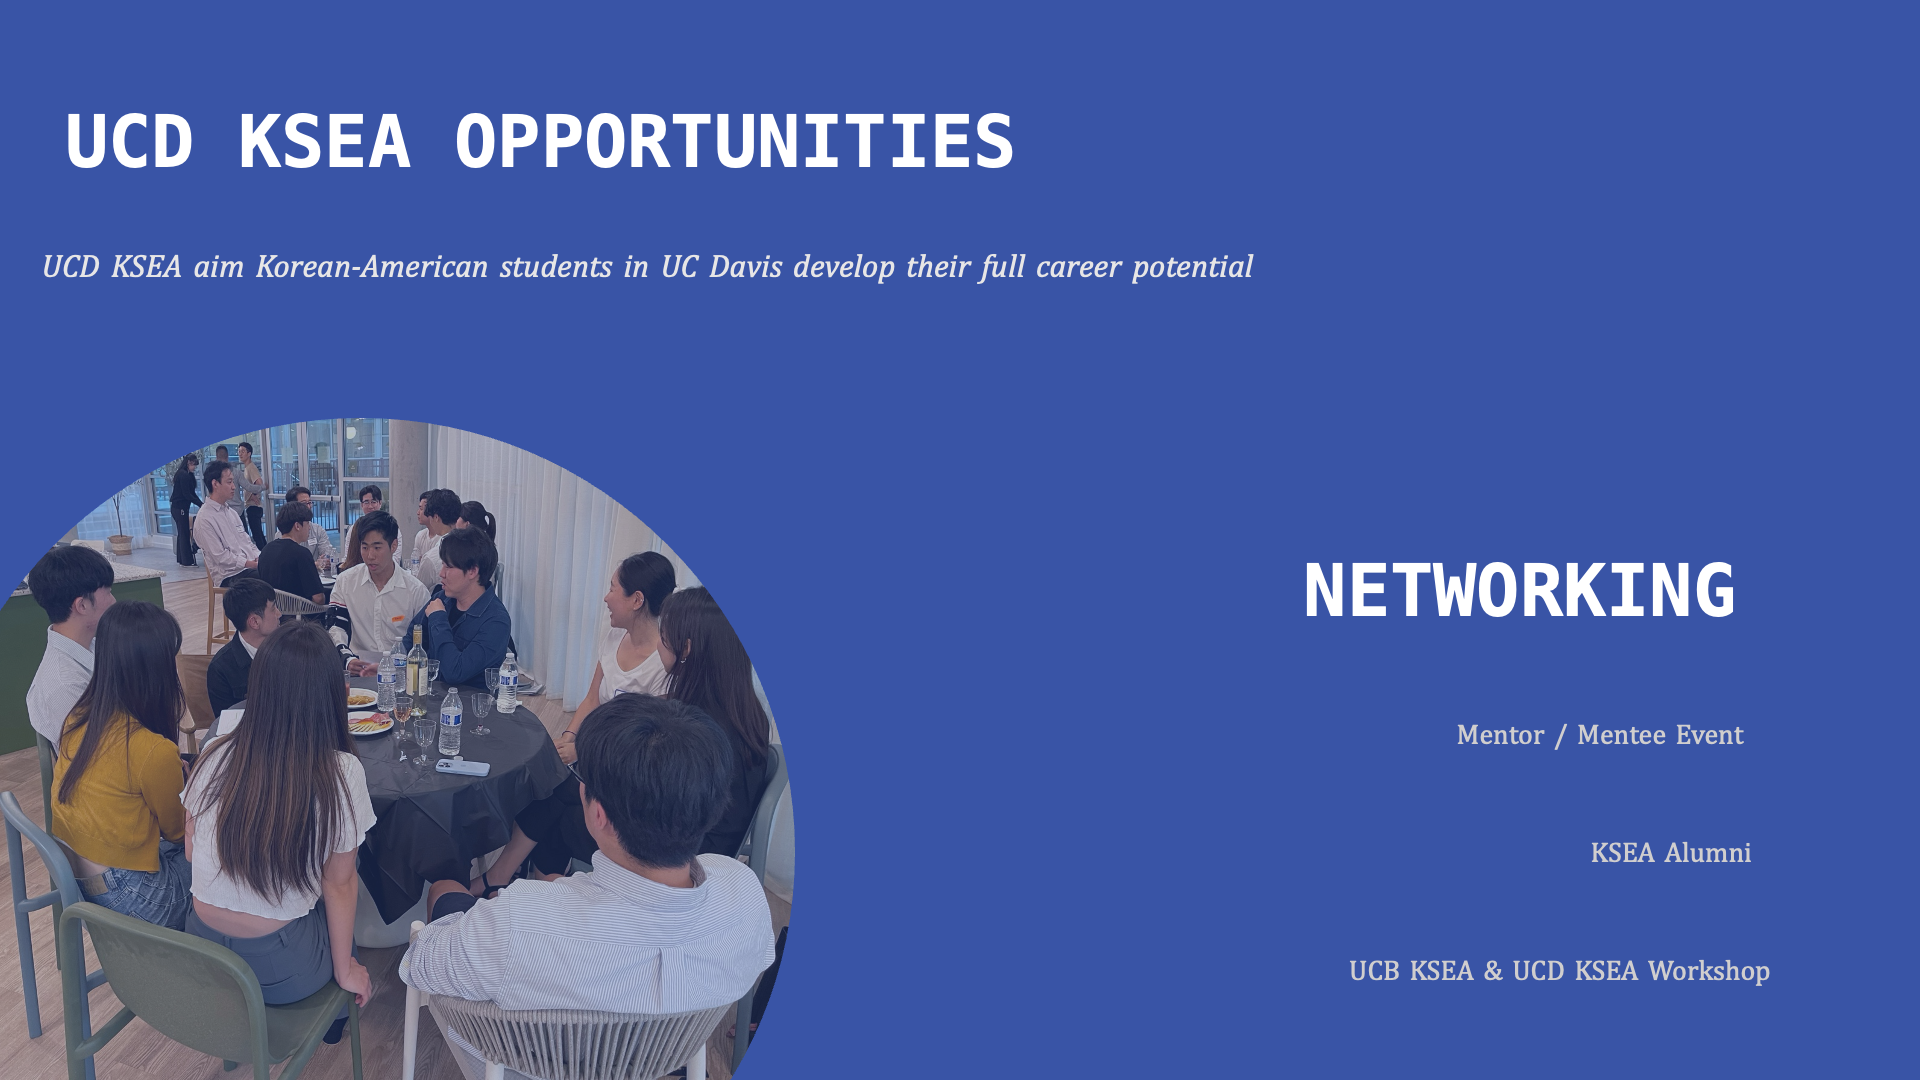 UCD KSEA OPPORTUNITIES
UCD KSEA aim Korean-American students in UC Davis develop their full career potential
NETWORKING
Mentor / Mentee Event
KSEA Alumni
UCB KSEA & UCD KSEA Workshop